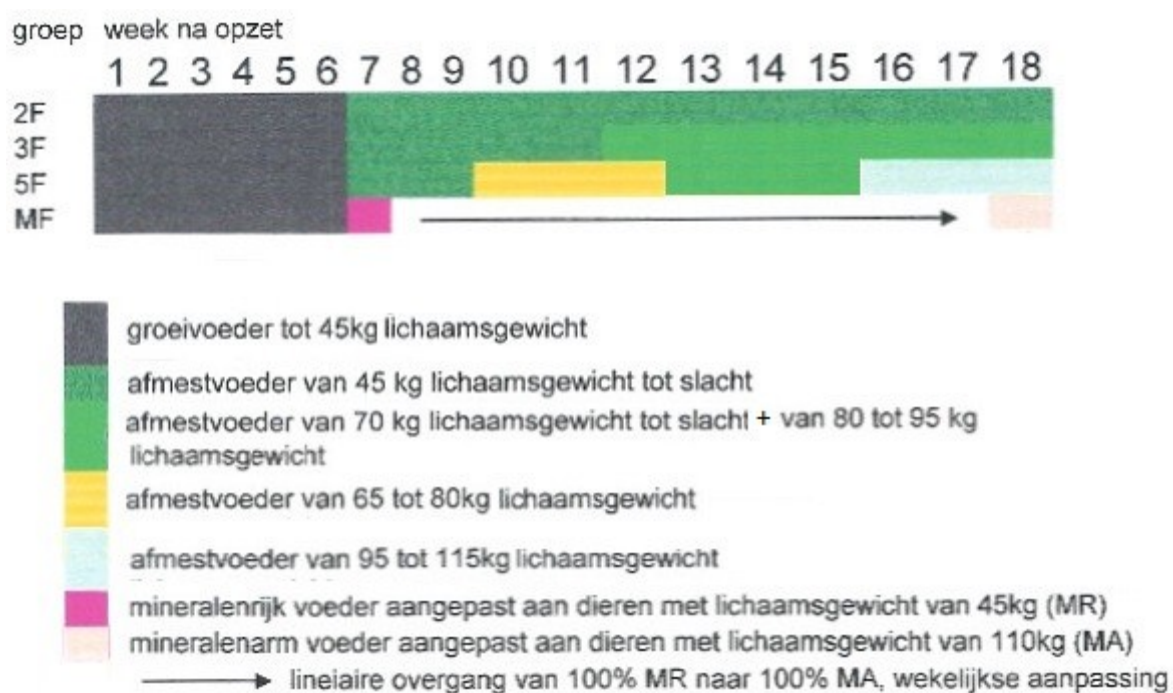 groep week na opzet
1 2 3 4 5 6 7 8 9 10 11 12 13 14 15 16 17 18
2F
3F
5F
MF
groeivoeder tot 45kg lichaamsgewicht
afmestvoeder van 45 kg lichaamsgewicht tot slacht
afmestvoeder van 70 kg lichaamsgewicht tot slacht + van 80 tot 95 kg
lichaamsgewicht
afmestvoeder van 65 tot 80kg lichaamsgewicht
afmestvoeder van 95 tot 115kg lichaamsgewicht
mineralenrijk voeder aangepast aan dieren met lichaamsgewicht van 45kg (MR)
mineralenarm voeder aangepast aan dieren met lichaamsgewicht van 110kg (MA)
lineiaire overgang van 100% MR naar 100% MA, wekelijkse aanpassing